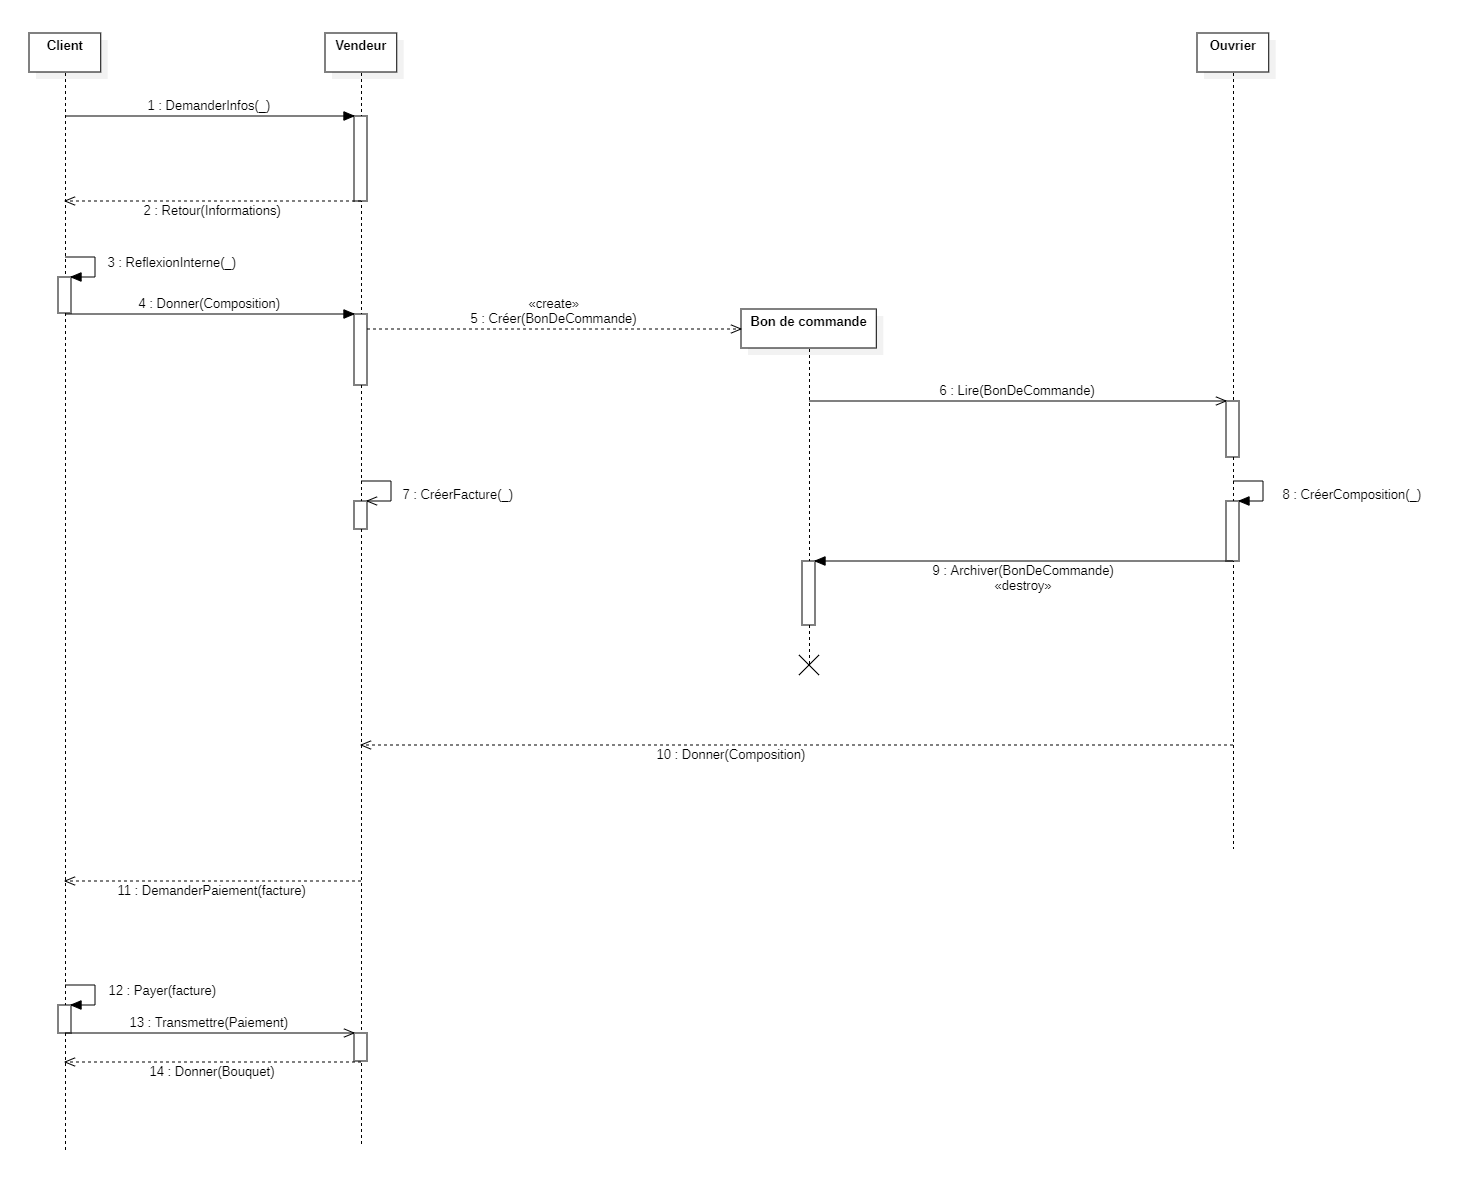 Client
Vendeur
Ouvrier
1 : DemanderInfos(_)
2 : Retour(Informations)
3 : ReflexionInterne(_)
4 : Donner(Composition)
«create»
5 : Créer(BonDeCommande)
Bon de commande
6 : Lire(BonDeCommande)
7 : CréerFacture(_)
8 : CréerComposition(_)
9 : Archiver(BonDeCommande)
«destroy»
10 : Donner(Composition)
11 : DemanderPaiement(facture)
12 : Payer(facture)
13 : Transmettre(Paiement)
14 : Donner(Bouquet)